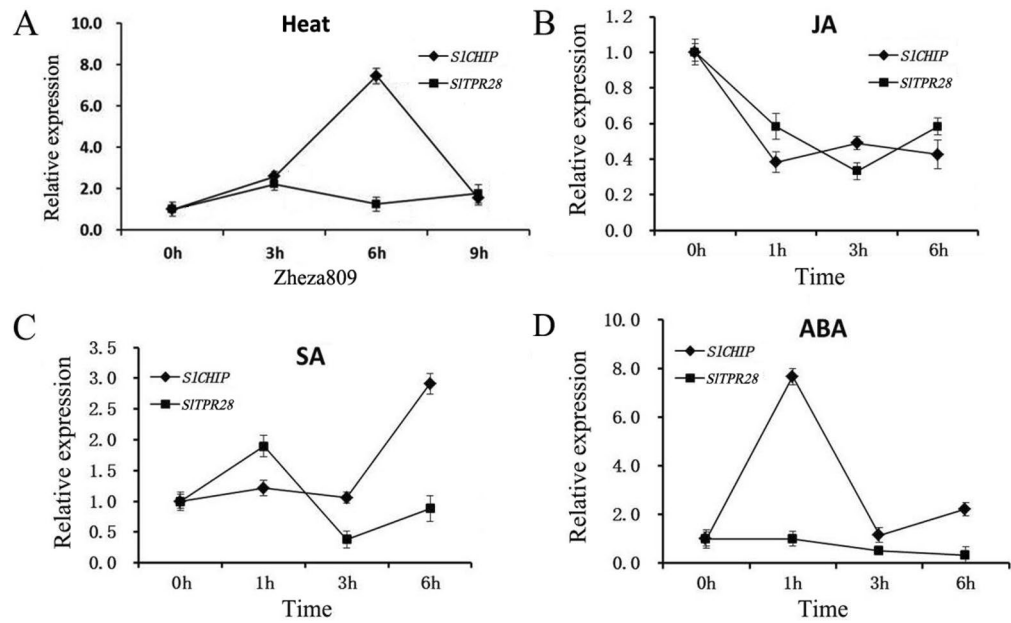 A
Heat
Relative expression
10.0
8.0
6.0
4.0
2.0
0.0
S1CHIP
SlTPR28
0h 3h 6h 9h
Zheza809
B
JA
Relative expression
1.2
1.0
0.8
0.6
0.4
0.2
0.0
S1CHIP
SlTPR28
0h 1h 3h 6h
Time
C
SA
Relative expression
3.5
3.0
2.5
2.0
1.5
1.0
0.5
0.0
S1CHIP
SlTPR28
0h 1h 3h 6h
Time
D
ABA
Relative expression
10.0
8.0
6.0
4.0
2.0
0.0
S1CHIP
SlTPR28
0h 1h 3h 6h
Time